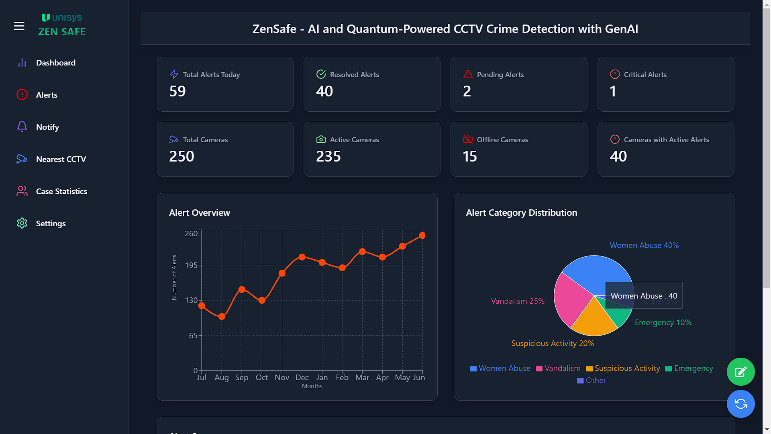 UNISYS
ZEN SAFE
Dashboard
Alerts
Notify
Nearest CCTV
Case Statistics
Settings
ZenSafe - AI and Quantum-Powered CCTV Crime Detection with GenAI
Total Alerts Today
59
Resolved Alerts
40
Pending Alerts
2
Critical Alerts
1
Total Cameras
250
Active Cameras
235
Offline Cameras
15
Cameras with Active Alerts
40
Alert Overview
260
195
130
65
0
Number of Alerts
Jul Aug Sep Oct Nov Dec Jan Feb Mar Apr May Jun
Months
Alert Category Distribution
Women Abuse 40%
Women Abuse : 40
Vandalism 25%
Emergency 10%
Suspicious Activity 20%
Women Abuse Vandalism Suspicious Activity Emergency
Other